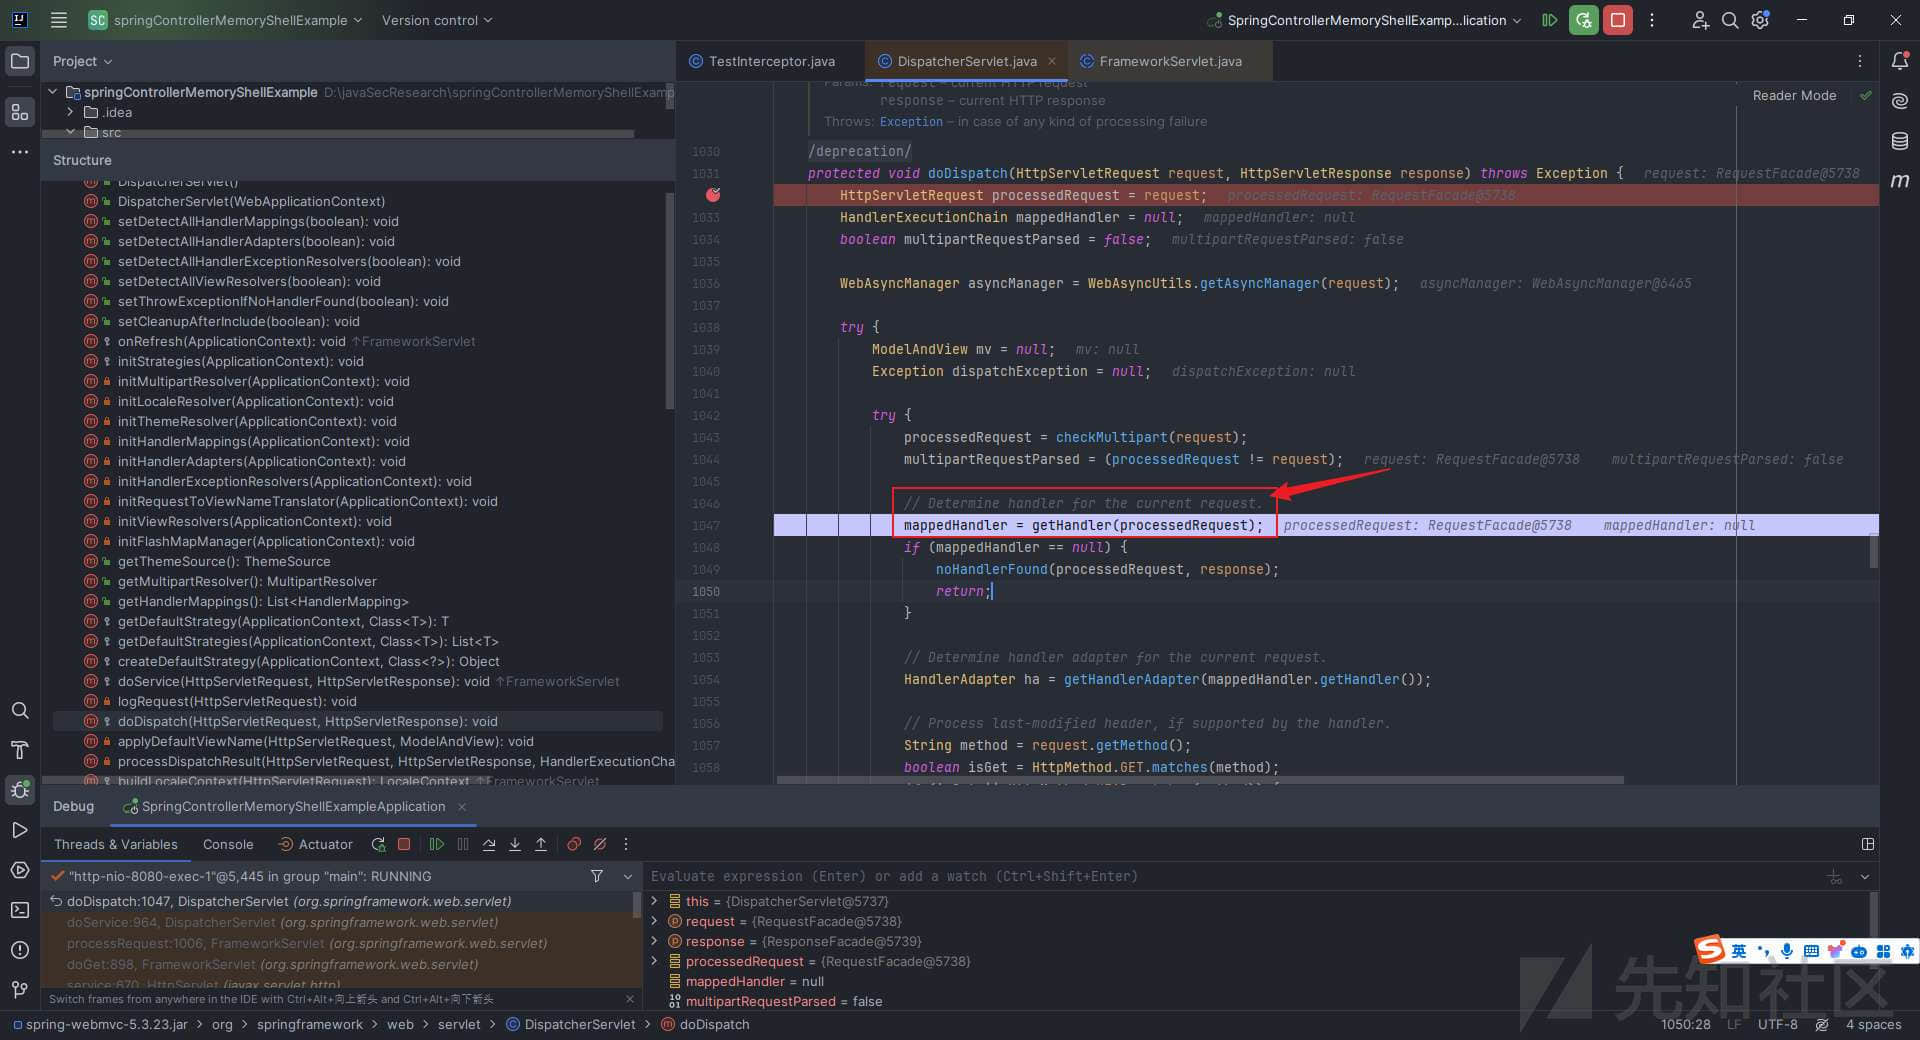 SC springControllerMemoryShellExample Version control SpringControllerMemoryShellExamp...lication
Project
springControllerMemoryShellExample D:\javaSecResearch\springControllerMemoryShellExamp
.idea
src
Structure
DispatcherServlet()
DispatcherServlet(WebApplicationContext)
setDetectAllHandlerMappings(boolean): void
setDetectAllHandlerAdapters(boolean): void
setDetectAllHandlerExceptionResolvers(boolean): void
setDetectAllViewResolvers(boolean): void
setThrowExceptionIfNoHandlerFound(boolean): void
setCleanupAfterInclude(boolean): void
onRefresh(ApplicationContext): void ↑FrameworkServlet
initStrategies(ApplicationContext): void
initMultipartResolver(ApplicationContext): void
initLocaleResolver(ApplicationContext): void
initThemeResolver(ApplicationContext): void
initHandlerMappings(ApplicationContext): void
initHandlerAdapters(ApplicationContext): void
initHandlerExceptionResolvers(ApplicationContext): void
initRequestToViewNameTranslator(ApplicationContext): void
initViewResolvers(ApplicationContext): void
initFlashMapManager(ApplicationContext): void
getThemeSource(): ThemeSource
getMultipartResolver(): MultipartResolver
getHandlerMappings(): List<HandlerMapping>
getDefaultStrategy(ApplicationContext, Class<T>): T
getDefaultStrategies(ApplicationContext, Class<T>): List<T>
createDefaultStrategy(ApplicationContext, Class<?>): Object
doService(HttpServletRequest, HttpServletResponse): void ↑FrameworkServlet
logRequest(HttpServletRequest): void
doDispatch(HttpServletRequest, HttpServletResponse): void
applyDefaultViewName(HttpServletRequest, ModelAndView): void
processDispatchResult(HttpServletRequest, HttpServletResponse, HandlerExecutionCha
buildLocaleContext(HttpServletRequest): LocaleContext ↑FrameworkServlet
TestInterceptor.java DispatcherServlet.java FrameworkServlet.java
Reader Mode
Params: request – current HTTP request
response – current HTTP response
Throws: Exception – in case of any kind of processing failure
1030 /deprecation/
1031 protected void doDispatch(HttpServletRequest request, HttpServletResponse response) throws Exception { request: RequestFacade@5738
HttpServletRequest processedRequest = request; processedRequest: RequestFacade@5738
1033 HandlerExecutionChain mappedHandler = null; mappedHandler: null
1034 boolean multipartRequestParsed = false; multipartRequestParsed: false
1035
1036 WebAsyncManager asyncManager = WebAsyncUtils.getAsyncManager(request); asyncManager: WebAsyncManager@6465
1037
1038 try {
1039 ModelAndView mv = null; mv: null
1040 Exception dispatchException = null; dispatchException: null
1041
1042 try {
1043 processedRequest = checkMultipart(request);
1044 multipartRequestParsed = (processedRequest != request); request: RequestFacade@5738 multipartRequestParsed: false
1045
1046 // Determine handler for the current request.
1047 mappedHandler = getHandler(processedRequest); processedRequest: RequestFacade@5738 mappedHandler: null
1048 if (mappedHandler == null) {
1049 noHandlerFound(processedRequest, response);
1050 return;
1051 }
1052
1053 // Determine handler adapter for the current request.
1054 HandlerAdapter ha = getHandlerAdapter(mappedHandler.getHandler());
1055
1056 // Process last-modified header, if supported by the handler.
1057 String method = request.getMethod();
1058 boolean isGet = HttpMethod.GET.matches(method);
Debug SpringControllerMemoryShellExampleApplication
Threads & Variables Console Actuator
"http-nio-8080-exec-1"@5,445 in group "main": RUNNING
doDispatch:1047, DispatcherServlet (org.springframework.web.servlet)
doService:964, DispatcherServlet (org.springframework.web.servlet)
processRequest:1006, FrameworkServlet (org.springframework.web.servlet)
doGet:898, FrameworkServlet (org.springframework.web.servlet)
service:670, HttpServlet (javax.servlet.http)
Switch frames from anywhere in the IDE with Ctrl+Alt+向上箭头 and Ctrl+Alt+向下箭头
Evaluate expression (Enter) or add a watch (Ctrl+Shift+Enter)
this = {DispatcherServlet@5737}
request = {RequestFacade@5738}
response = {ResponseFacade@5739}
processedRequest = {RequestFacade@5738}
mappedHandler = null
multipartRequestParsed = false
英
先知社区
spring-webmvc-5.3.23.jar > org > springframework > web > servlet > DispatcherServlet > doDispatch
1050:28 LF UTF-8 4 spaces